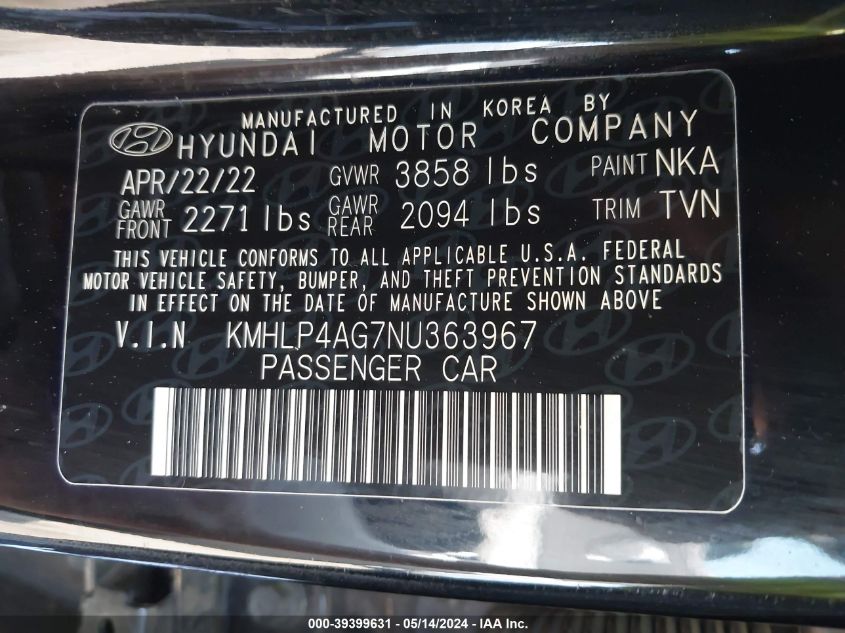 MANUFACTURED IN KOREA BY
HYUNDAI MOTOR COMPANY
APR/22/22 GVWR 3858 lbs PAINT NKA
GAWR FRONT 2271 lbs GAWR REAR 2094 lbs TRIM TVN
THIS VEHICLE CONFORMS TO ALL APPLICABLE U.S.A. FEDERAL
MOTOR VEHICLE SAFETY, BUMPER, AND THEFT PREVENTION STANDARDS
IN EFFECT ON THE DATE OF MANUFACTURE SHOWN ABOVE
V.I.N KMHLP4AG7NU363967
PASSENGER CAR
000-39399631 - 05/14/2024 - IAA Inc.